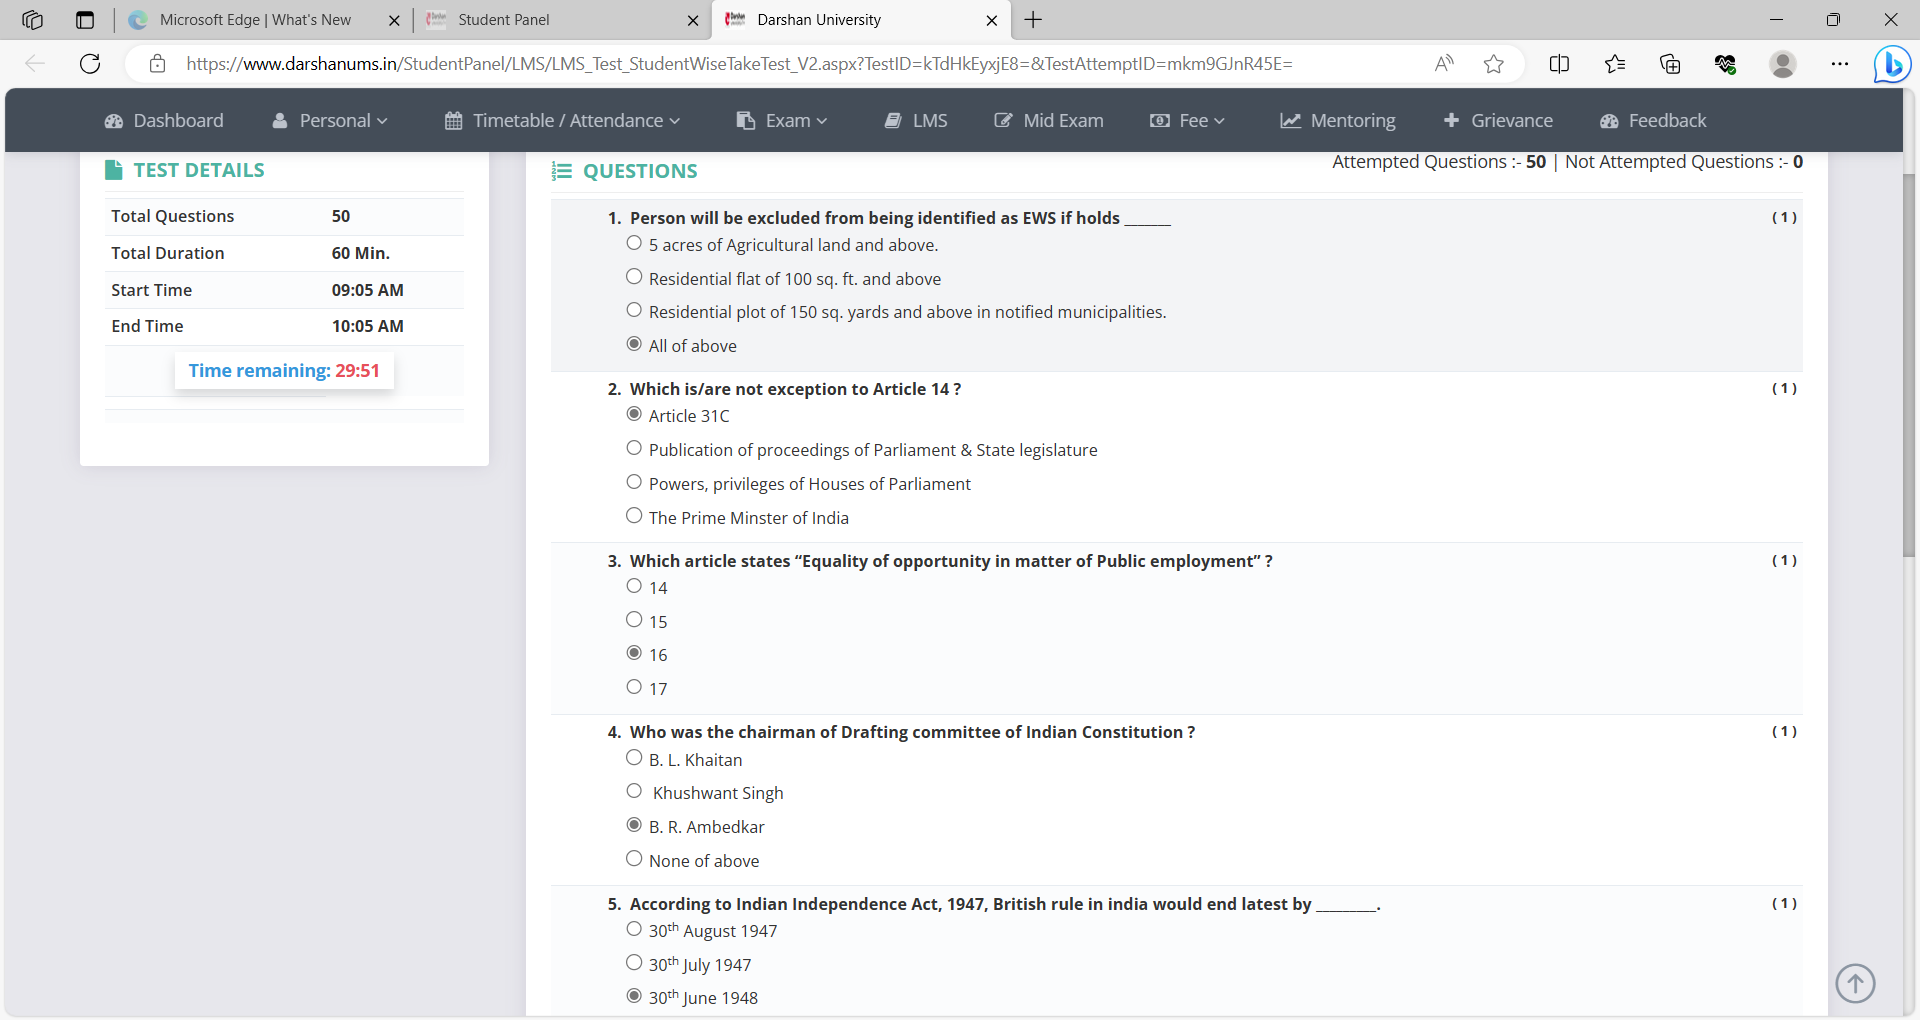 Microsoft Edge | What's New
Student Panel
Darshan University
https://www.darshanums.in/StudentPanel/LMS/LMS_Test_StudentWiseTakeTest_V2.aspx?TestID=kTdHkEyxjE8=&TestAttemptID=mkm9GJnR45E=
Dashboard Personal Timetable / Attendance Exam LMS Mid Exam Fee Mentoring Grievance Feedback
TEST DETAILS
Total Questions 50
Total Duration 60 Min.
Start Time 09:05 AM
End Time 10:05 AM
Time remaining: 29:51
QUESTIONS
Attempted Questions :- 50 | Not Attempted Questions :- 0
1. Person will be excluded from being identified as EWS if holds ______ ( 1 )
5 acres of Agricultural land and above.
Residential flat of 100 sq. ft. and above
Residential plot of 150 sq. yards and above in notified municipalities.
All of above
2. Which is/are not exception to Article 14 ? ( 1 )
Article 31C
Publication of proceedings of Parliament & State legislature
Powers, privileges of Houses of Parliament
The Prime Minster of India
3. Which article states “Equality of opportunity in matter of Public employment” ? ( 1 )
14
15
16
17
4. Who was the chairman of Drafting committee of Indian Constitution ? ( 1 )
B. L. Khaitan
Khushwant Singh
B. R. Ambedkar
None of above
5. According to Indian Independence Act, 1947, British rule in india would end latest by ________. ( 1 )
30th August 1947
30th July 1947
30th June 1948